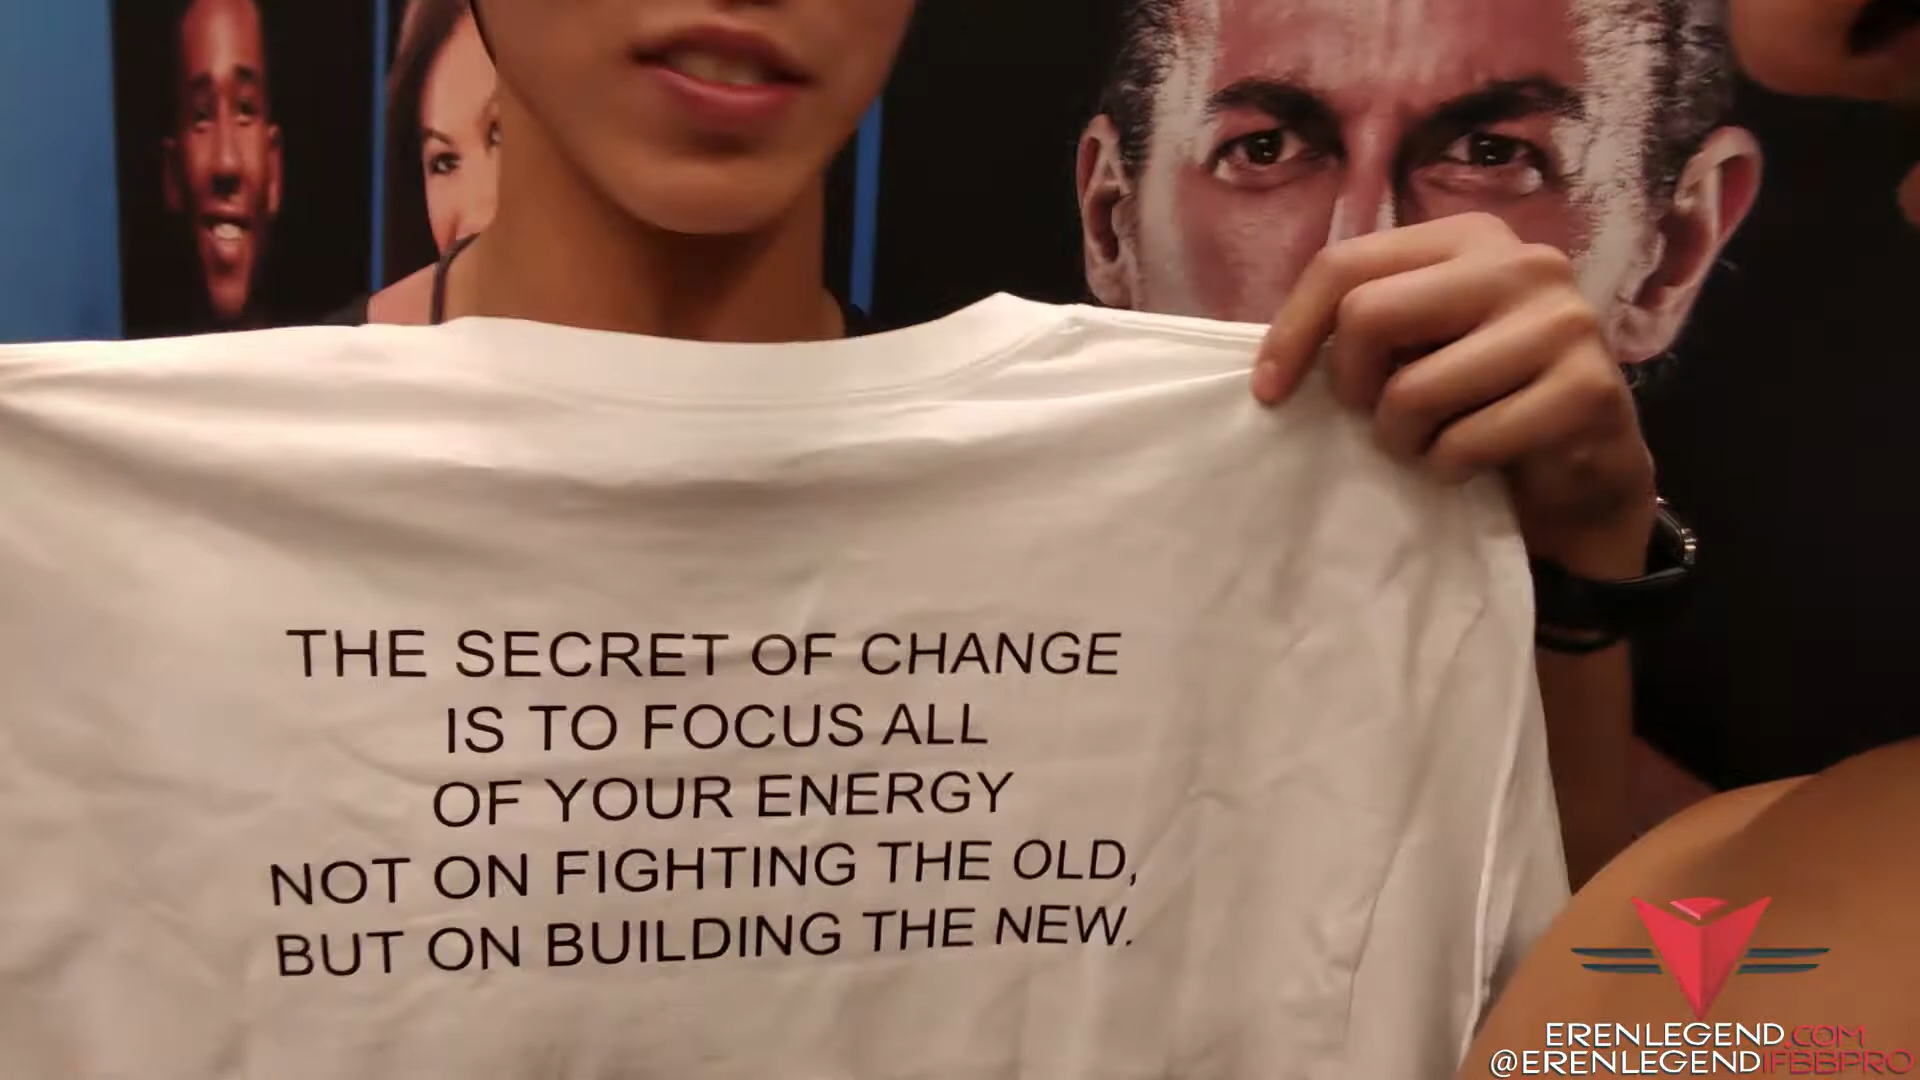 THE SECRET OF CHANGE
IS TO FOCUS ALL
OF YOUR ENERGY
NOT ON FIGHTING THE OLD,
BUT ON BUILDING THE NEW.
ERENLEGEND.COM
@ERENLEGENDIFBBPRO